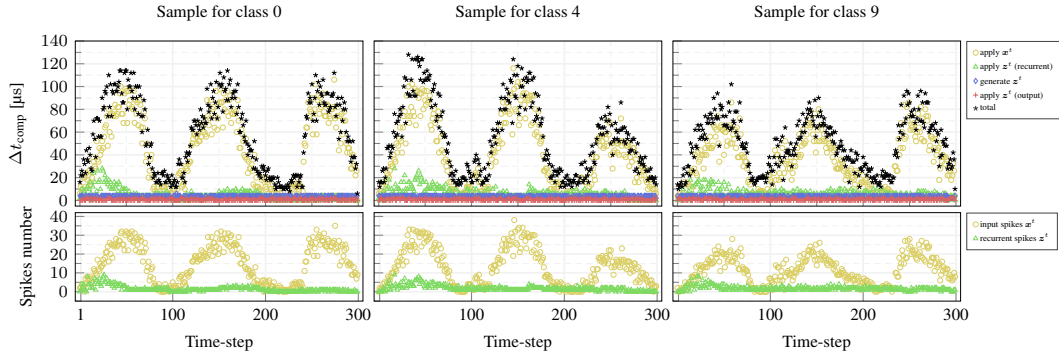 Sample for class 0
Sample for class 4
Sample for class 9
Δt_comp [µs]
140
120
100
80
60
40
20
0
apply x^t
apply z^t (recurrent)
generate z^t
apply z^t (output)
total
Spikes number
40
30
20
10
0
input spikes x^t
recurrent spikes z^t
1 100 200 300
100 200 300
100 200 300
Time-step
Time-step
Time-step